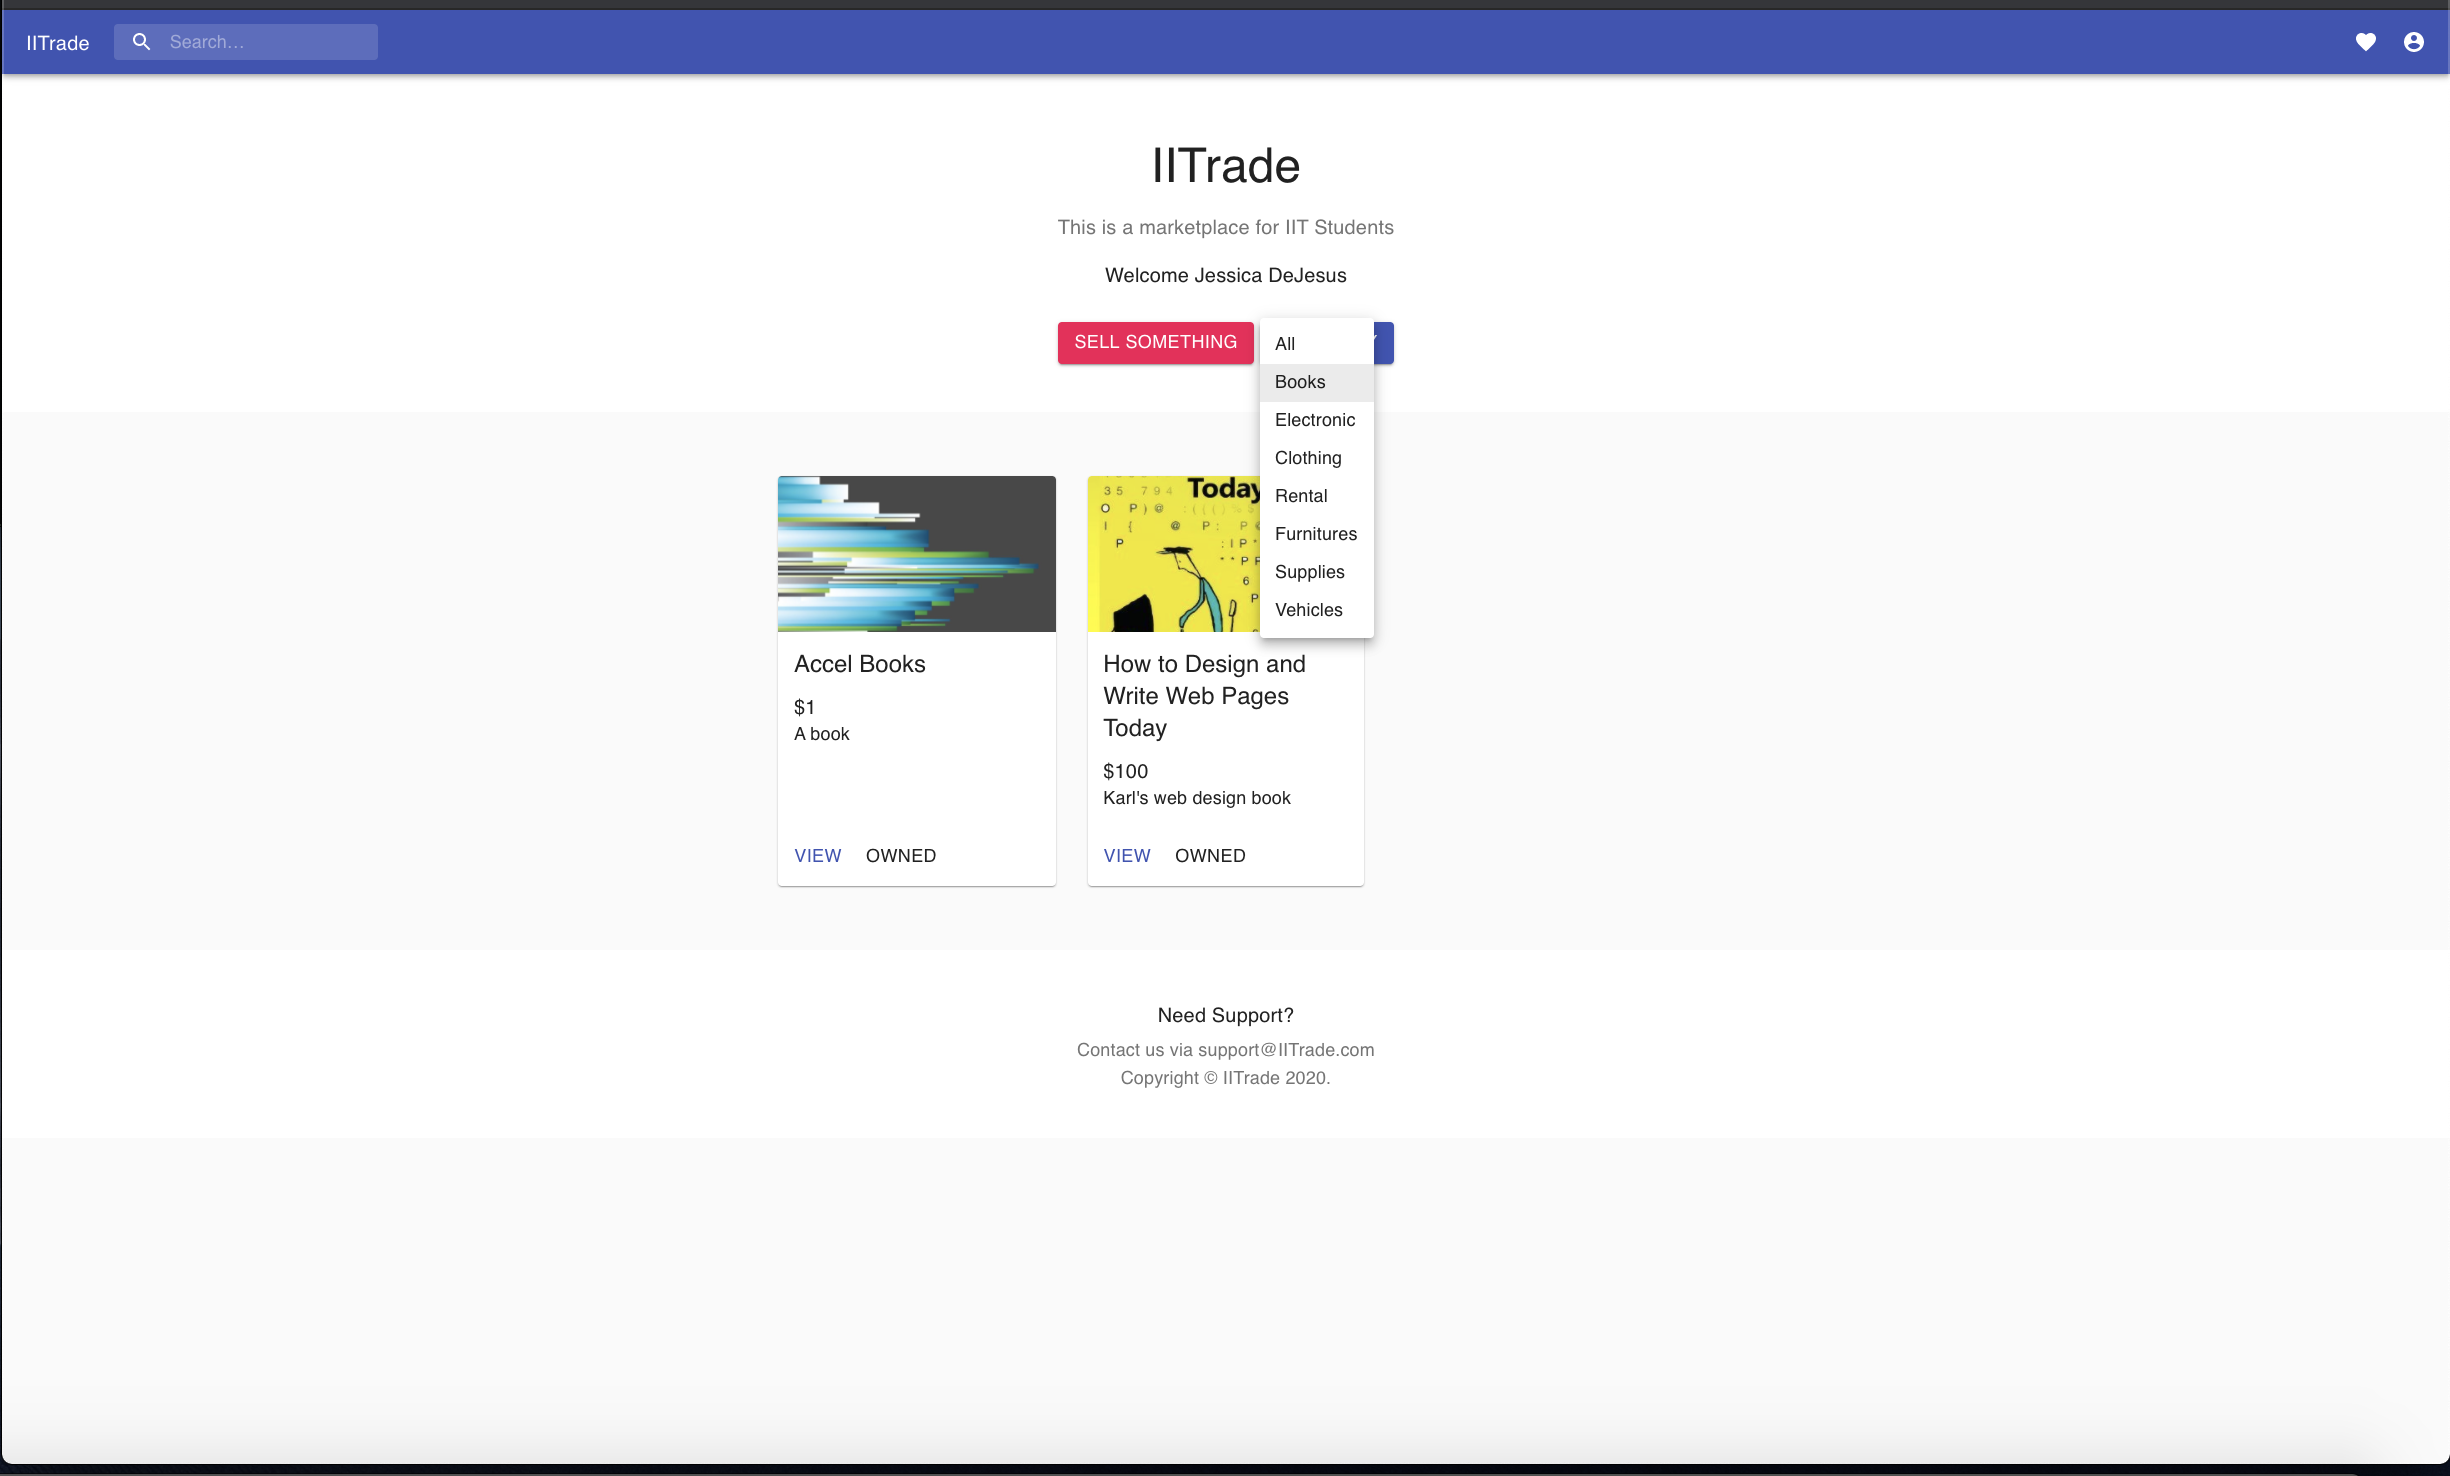 IITrade
Search...
IITrade
This is a marketplace for IIT Students
Welcome Jessica DeJesus
SELL SOMETHING
All
Books
Electronic
Clothing
Rental
Furnitures
Supplies
Vehicles
Today
Accel Books
$1
A book
VIEW OWNED
How to Design and
Write Web Pages
Today
$100
Karl's web design book
VIEW OWNED
Need Support?
Contact us via support@IITrade.com
Copyright © IITrade 2020.